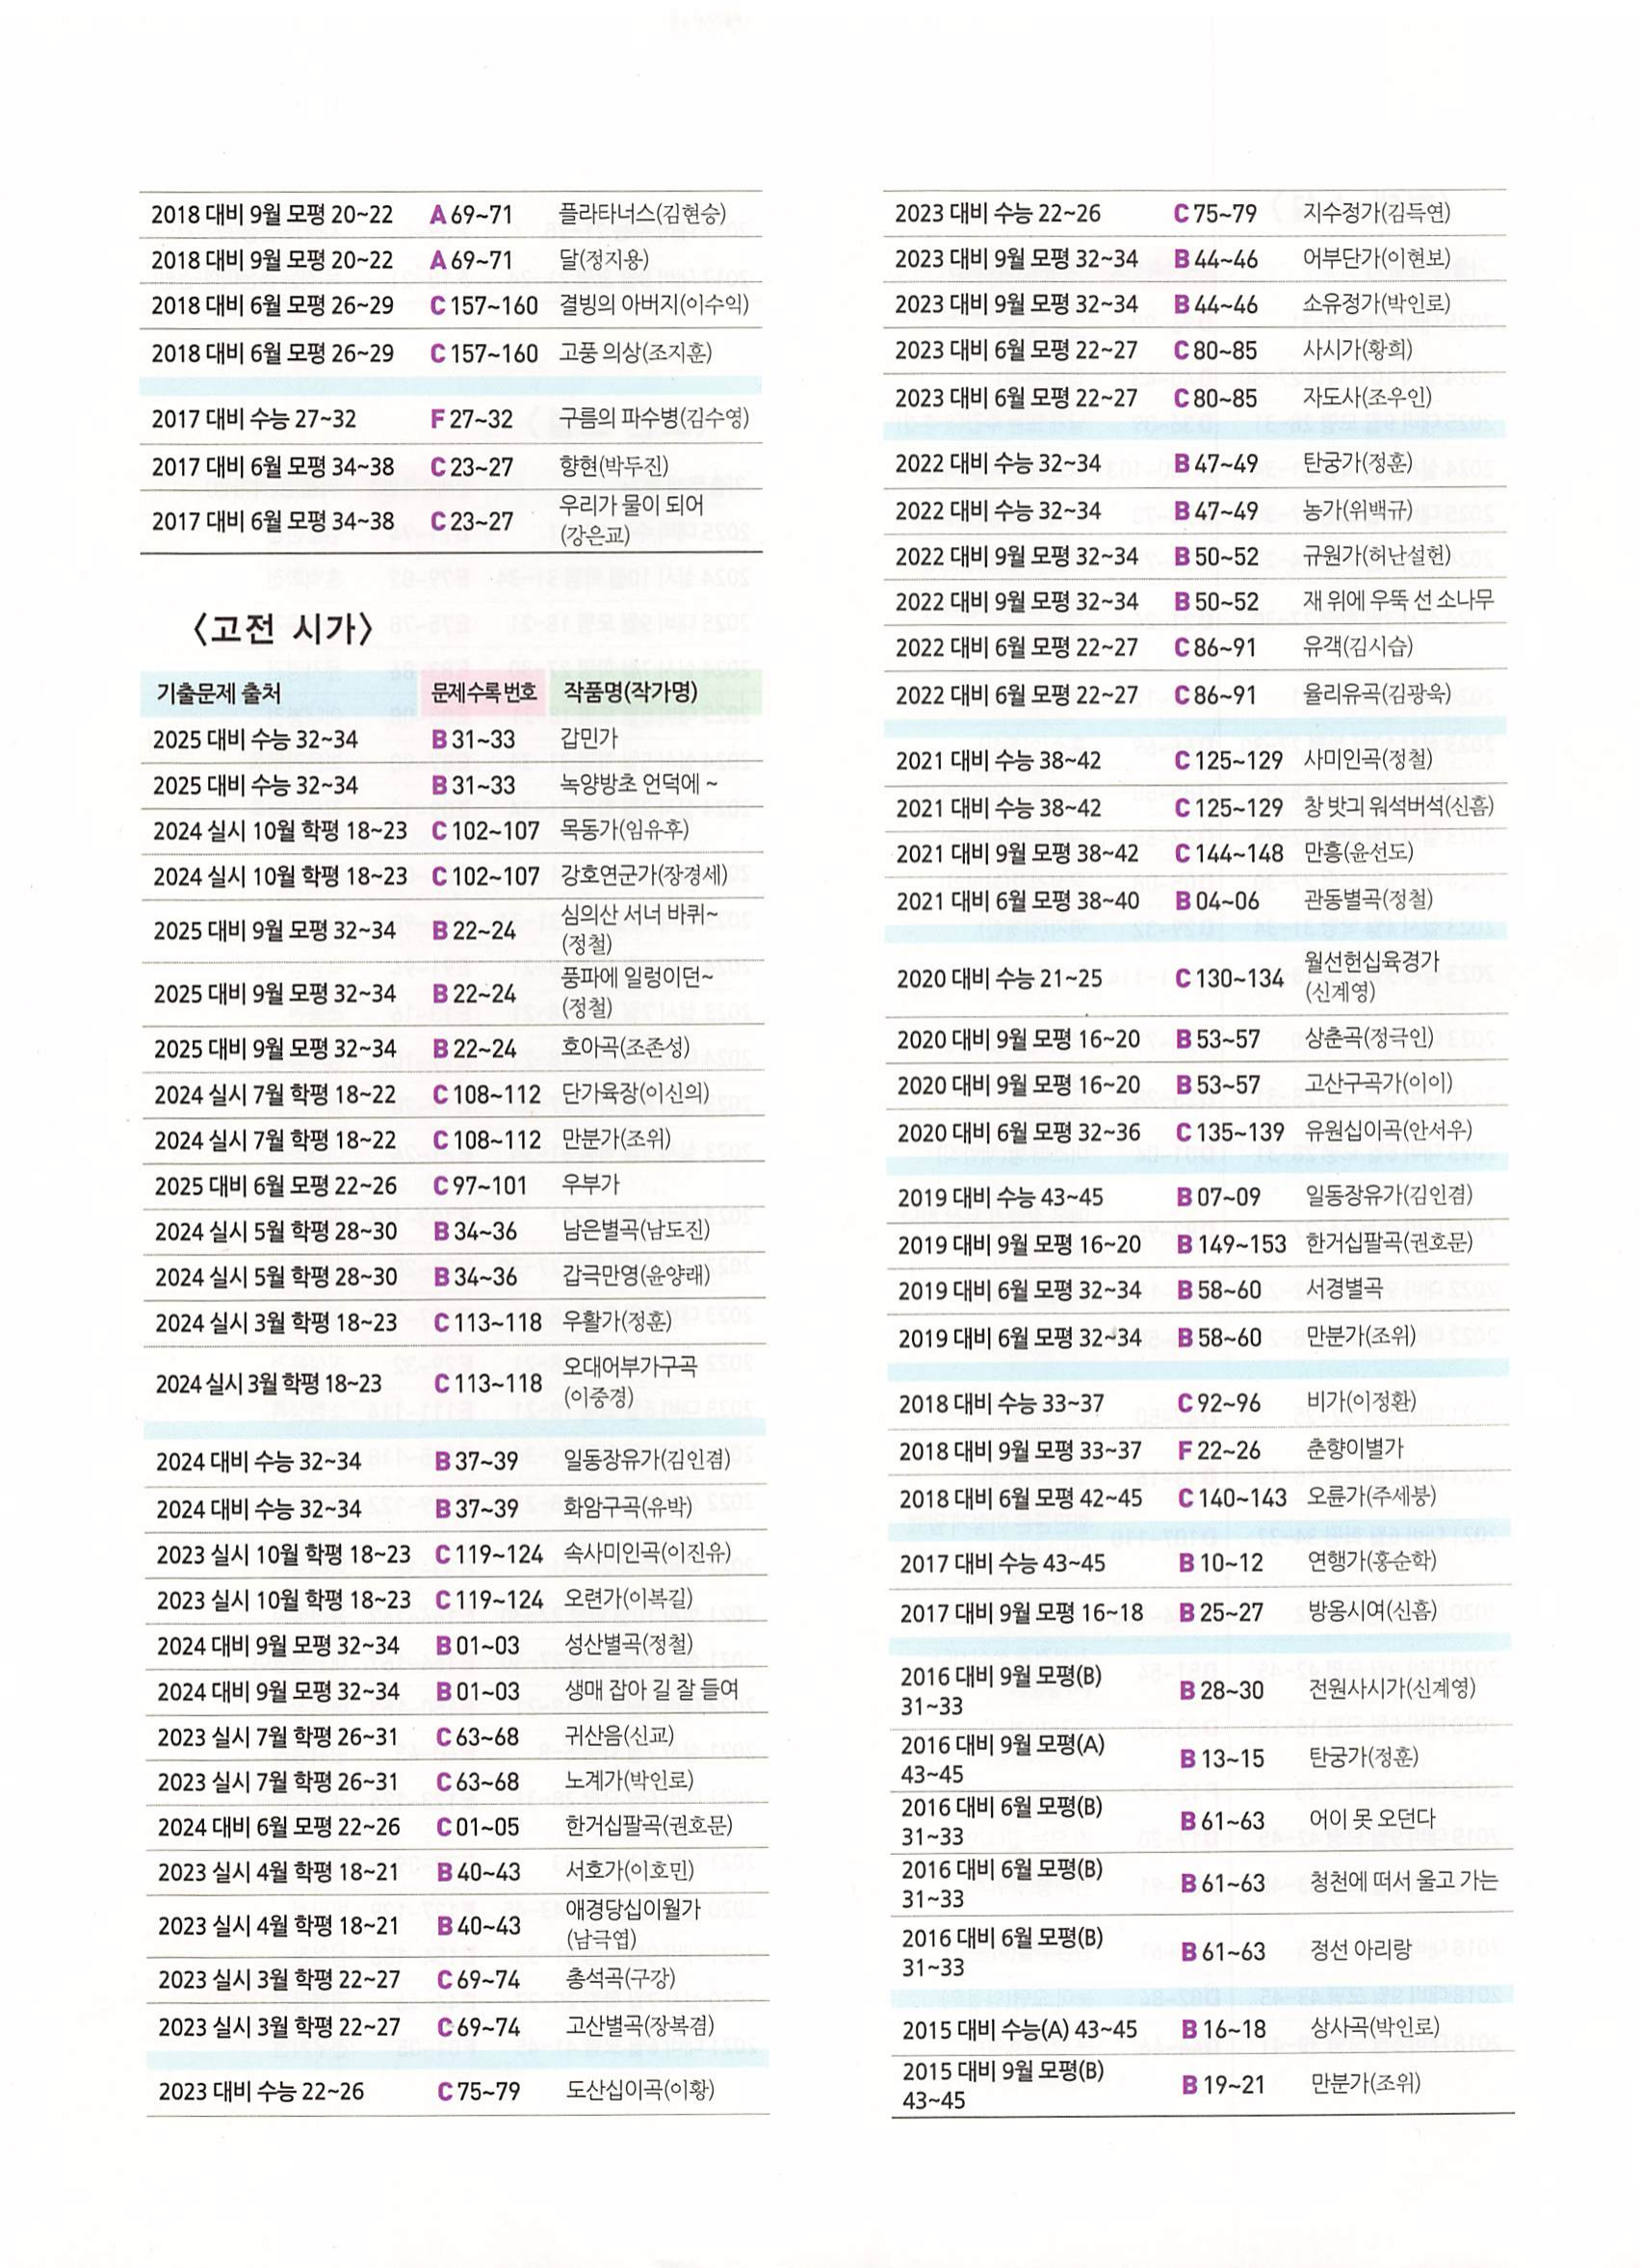 2018 대비 9월 모평 20~22 A 69~71 플라타너스(김현승)
2018 대비 9월 모평 20~22 A 69~71 달(정지용)
2018 대비 6월 모평 26~29 C 157~160 결빙의 아버지(이수익)
2018 대비 6월 모평 26~29 C 157~160 고풍 의상(조지훈)
2017 대비 수능 27~32 F 27~32 구름의 파수병(김수영)
2017 대비 6월 모평 34~38 C 23~27 향현(박두진)
2017 대비 6월 모평 34~38 C 23~27 우리가 물이 되어
(강은교)
〈고전 시가〉
기출문제 출처 문제수록 번호 작품명(작가명)
2025 대비 수능 32~34 B 31~33 갑민가
2025 대비 수능 32~34 B 31~33 녹양방초 언덕에 ~
2024 실시 10월 학평 18~23 C 102~107 목동가(임유후)
2024 실시 10월 학평 18~23 C 102~107 강호연군가(장경세)
2025 대비 9월 모평 32~34 B 22~24 심의산 서너 바퀴~
(정철)
2025 대비 9월 모평 32~34 B 22~24 풍파에 일렁이던~
(정철)
2025 대비 9월 모평 32~34 B 22~24 호아곡(조존성)
2024 실시 7월 학평 18~22 C 108~112 단가육장(이신의)
2024 실시 7월 학평 18~22 C 108~112 만분가(조위)
2025 대비 6월 모평 22~26 C 97~101 우부가
2024 실시 5월 학평 28~30 B 34~36 남은별곡(남도진)
2024 실시 5월 학평 28~30 B 34~36 갑극만영(윤양래)
2024 실시 3월 학평 18~23 C 113~118 우활가(정훈)
2024 실시 3월 학평 18~23 C 113~118 오대어부가구곡
(이중경)
2024 대비 수능 32~34 B 37~39 일동장유가(김인겸)
2024 대비 수능 32~34 B 37~39 화암구곡(유박)
2023 실시 10월 학평 18~23 C 119~124 속사미인곡(이진유)
2023 실시 10월 학평 18~23 C 119~124 오련가(이복길)
2024 대비 9월 모평 32~34 B 01~03 성산별곡(정철)
2024 대비 9월 모평 32~34 B 01~03 생매 잡아 길 잘 들여
2023 실시 7월 학평 26~31 C 63~68 귀산음(신교)
2023 실시 7월 학평 26~31 C 63~68 노계가(박인로)
2024 대비 6월 모평 22~26 C 01~05 한거십팔곡(권호문)
2023 실시 4월 학평 18~21 B 40~43 서호가(이호민)
2023 실시 4월 학평 18~21 B 40~43 애경당십이월가
(남극엽)
2023 실시 3월 학평 22~27 C 69~74 총석곡(구강)
2023 실시 3월 학평 22~27 C 69~74 고산별곡(장복겸)
2023 대비 수능 22~26 C 75~79 도산십이곡(이황)
2023 대비 수능 22~26 C 75~79 지수정가(김득연)
2023 대비 9월 모평 32~34 B 44~46 어부단가(이현보)
2023 대비 9월 모평 32~34 B 44~46 소유정가(박인로)
2023 대비 6월 모평 22~27 C 80~85 사시가(황희)
2023 대비 6월 모평 22~27 C 80~85 자도사(조우인)
2022 대비 수능 32~34 B 47~49 탄궁가(정훈)
2022 대비 수능 32~34 B 47~49 농가(위백규)
2022 대비 9월 모평 32~34 B 50~52 규원가(허난설헌)
2022 대비 9월 모평 32~34 B 50~52 재 위에 우뚝 선 소나무
2022 대비 6월 모평 22~27 C 86~91 유객(김시습)
2022 대비 6월 모평 22~27 C 86~91 율리유곡(김광욱)
2021 대비 수능 38~42 C 125~129 사미인곡(정철)
2021 대비 수능 38~42 C 125~129 창 밧긔 워석버석(신흠)
2021 대비 9월 모평 38~42 C 144~148 만흥(윤선도)
2021 대비 6월 모평 38~40 B 04~06 관동별곡(정철)
2020 대비 수능 21~25 C 130~134 월선헌십육경가
(신계영)
2020 대비 9월 모평 16~20 B 53~57 상춘곡(정극인)
2020 대비 9월 모평 16~20 B 53~57 고산구곡가(이이)
2020 대비 6월 모평 32~36 C 135~139 유원십이곡(안서우)
2019 대비 수능 43~45 B 07~09 일동장유가(김인겸)
2019 대비 9월 모평 16~20 B 149~153 한거십팔곡(권호문)
2019 대비 6월 모평 32~34 B 58~60 서경별곡
2019 대비 6월 모평 32~34 B 58~60 만분가(조위)
2018 대비 수능 33~37 C 92~96 비가(이정환)
2018 대비 9월 모평 33~37 F 22~26 춘향이별가
2018 대비 6월 모평 42~45 C 140~143 오륜가(주세붕)
2017 대비 수능 43~45 B 10~12 연행가(홍순학)
2017 대비 9월 모평 16~18 B 25~27 방옹시여(신흠)
2016 대비 9월 모평(B)
31~33 B 28~30 전원사시가(신계영)
2016 대비 9월 모평(A)
43~45 B 13~15 탄궁가(정훈)
2016 대비 6월 모평(B)
31~33 B 61~63 어이 못 오던다
2016 대비 6월 모평(B)
31~33 B 61~63 청천에 떠서 울고 가는
2016 대비 6월 모평(B)
31~33 B 61~63 정선 아리랑
2015 대비 수능(A) 43~45 B 16~18 상사곡(박인로)
2015 대비 9월 모평(B)
43~45 B 19~21 만분가(조위)